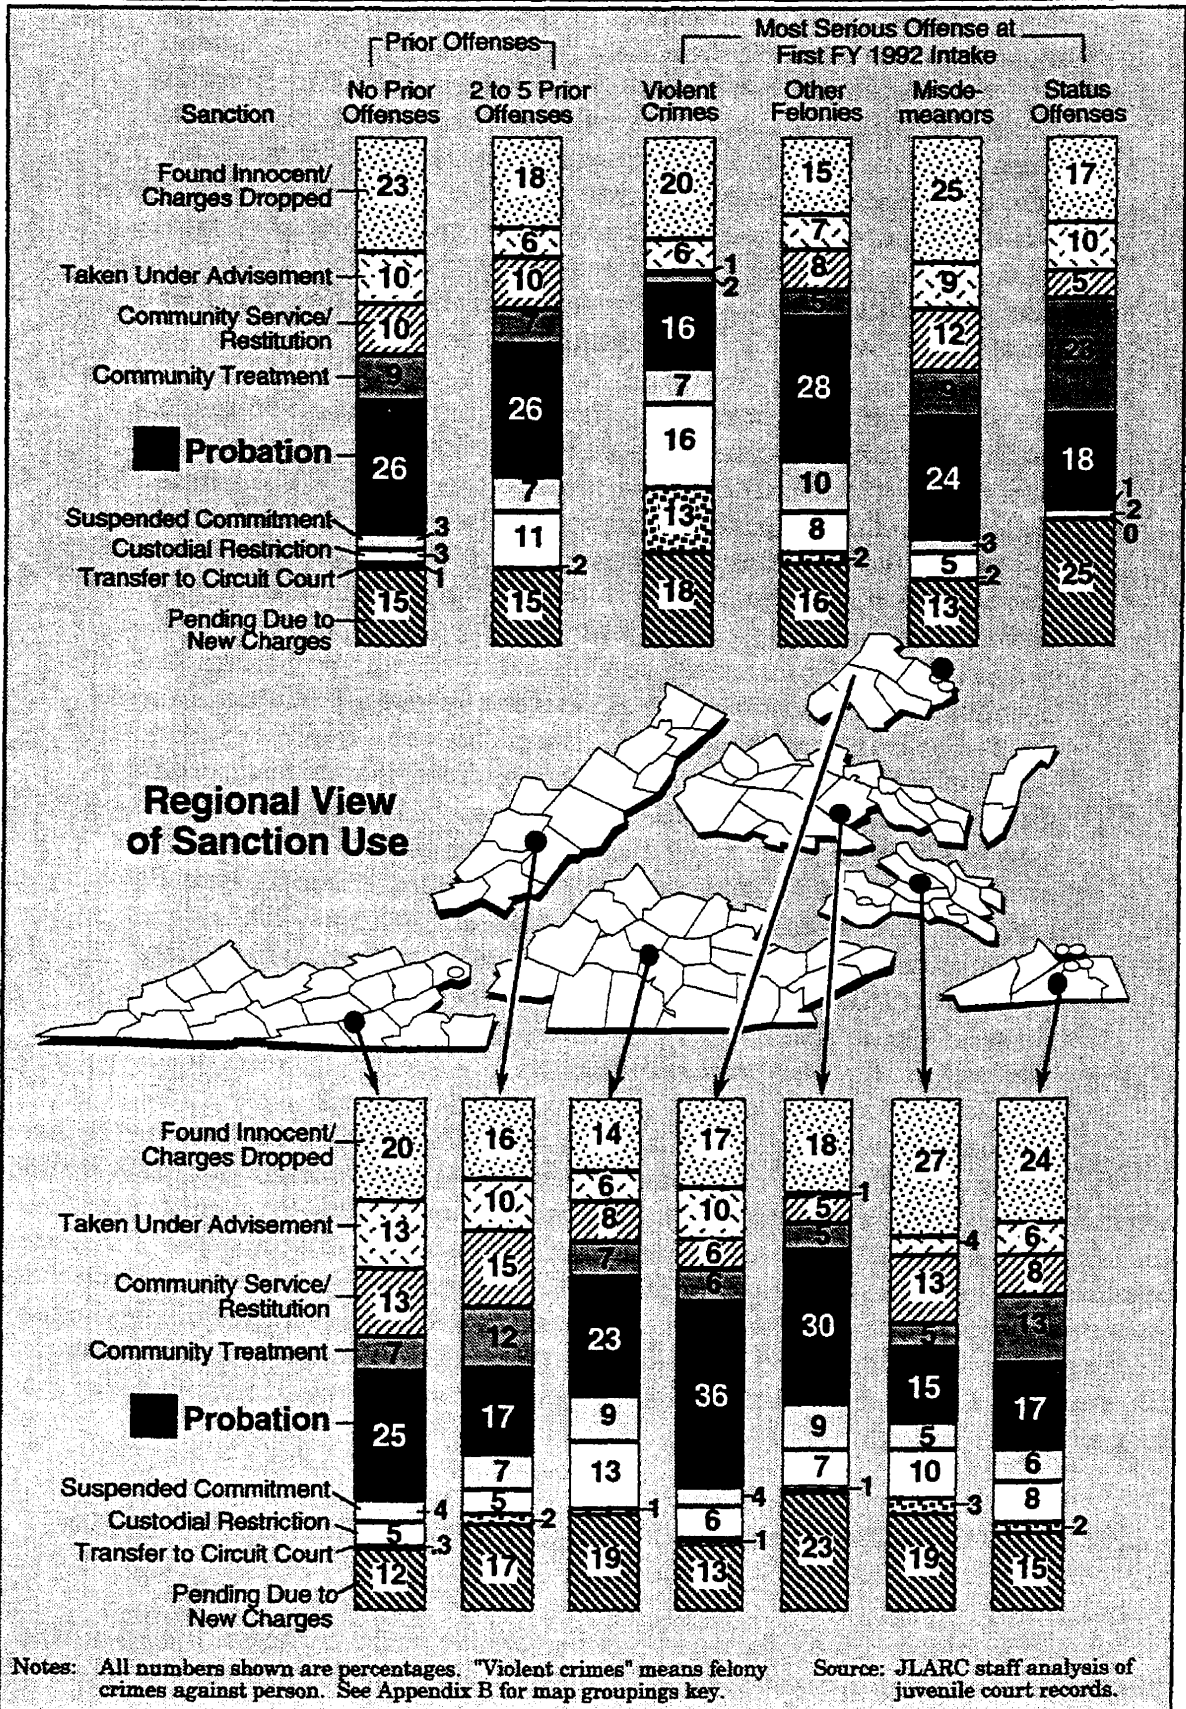 Prior Offenses
Most Serious Offense at
First FY 1992 Intake
Sanction
No Prior
Offenses
2 to 5 Prior
Offenses
Violent
Crimes
Other
Felonies
Misde-
meanors
Status
Offenses
Found Innocent/
Charges Dropped
Taken Under Advisement
Community Service/
Restitution
Community Treatment
Probation
Suspended Commitment
Custodial Restriction
Transfer to Circuit Court
Pending Due to
New Charges
23
10
10
9
26
3
3
1
15
18
6
10
7
26
7
11
.2
15
20
6
1
2
16
7
16
13
18
15
7
8
5
28
10
8
2
16
25
9
12
9
24
3
5
.2
13
17
10
5
18
1
.2
0
25
Regional View
of Sanction Use
Found Innocent/
Charges Dropped
Taken Under Advisement
Community Service/
Restitution
Community Treatment
Probation
Suspended Commitment
Custodial Restriction
Transfer to Circuit Court
Pending Due to
New Charges
20
13
13
7
25
4
5
.3
12
16
10
15
12
17
7
5
2
17
14
6
8
7
23
9
13
1
19
17
10
6
6
36
4
6
1
13
18
1
5
5
30
9
7
1
23
27
4
13
5
15
5
10
3
19
24
6
8
13
17
6
8
2
15
Notes: All numbers shown are percentages. "Violent crimes" means felony
crimes against person. See Appendix B for map groupings key.
Source: JLARC staff analysis of
juvenile court records.